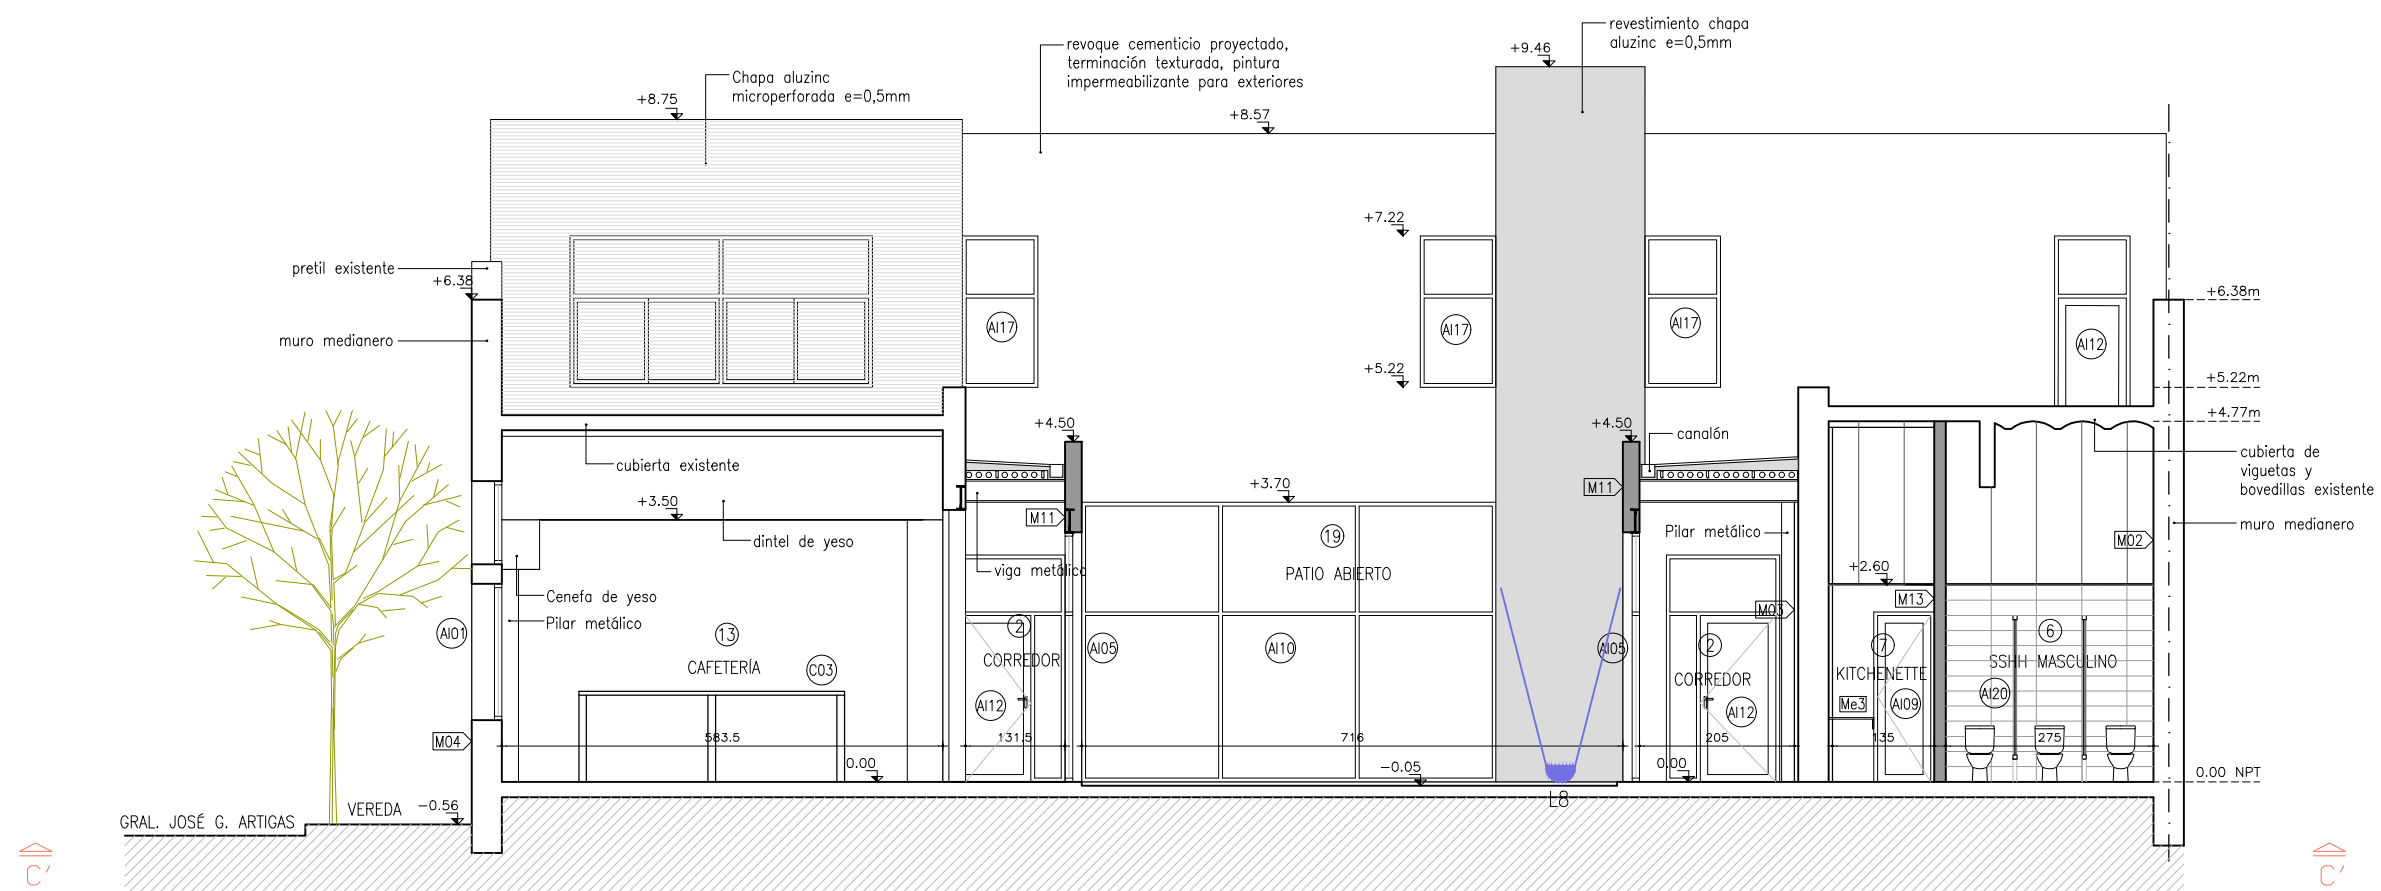 revestimiento chapa
aluzinc e=0,5mm
+9.46
revoque cementicio proyectado,
terminación texturada, pintura
impermeabilizante para exteriores
Chapa aluzinc
microperforada e=0,5mm
+8.75
+8.57
+7.22
pretil existente
+6.38
+6.38m
AI17
AI17
AI17
muro medianero
AI12
+5.22
+5.22m
+4.77m
+4.50
+4.50
canalón
cubierta existente
cubierta de
viguetas y
bovedillas existente
+3.70
+3.50
M11
M11
muro medianero
Pilar metálico
19
dintel de yeso
M02
viga metálica
PATIO ABIERTO
+2.60
Cenefa de yeso
M13
M03
Pilar metálico
AI01
13
2
2
7
6
CAFETERÍA
C03
CORREDOR
AI05
AI10
AI05
CORREDOR
KITCHENETTE
SSHH MASCULINO
AI12
AI12
Me3
AI09
AI20
M04
583.5
131.5
716
205
135
275
0.00
-0.05
0.00
0.00 NPT
L8
VEREDA
-0.56
GRAL. JOSÉ G. ARTIGAS
C'
C'